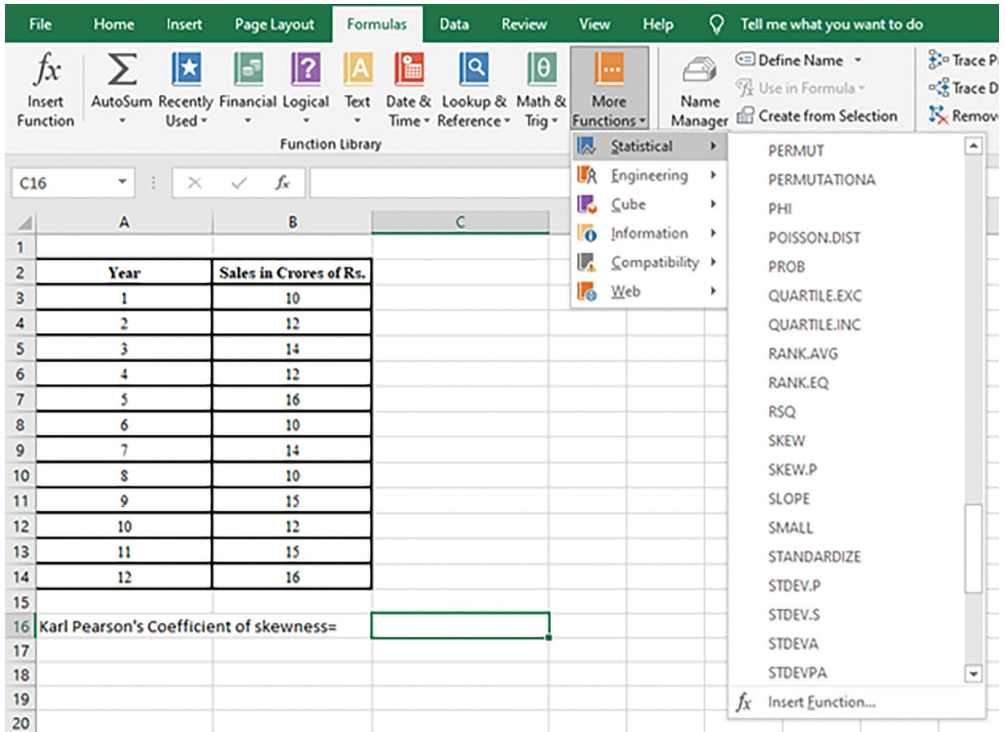 File Home Insert Page Layout Formulas Data Review View Help Tell me what you want to do
fx Σ ? A θ
Insert Function
AutoSum
Recently Used
Financial
Logical
Text
Date & Time
Lookup & Reference
Math & Trig
More Functions
Name Manager
Define Name
Use in Formula
Create from Selection
Trace P
Trace D
Remov
Function Library
C16 fx
Statistical
Engineering
Cube
Information
Compatibility
Web
PERMUT
PERMUTATIONA
PHI
POISSON.DIST
PROB
QUARTILE.EXC
QUARTILE.INC
RANK.AVG
RANK.EQ
RSQ
SKEW
SKEW.P
SLOPE
SMALL
STANDARDIZE
STDEV.P
STDEV.S
STDEVA
STDEVPA
fx Insert Function...
A B C
1
2 Year Sales in Crores of Rs.
3 1 10
4 2 12
5 3 14
6 4 12
7 5 16
8 6 10
9 7 14
10 8 10
11 9 15
12 10 12
13 11 15
14 12 16
15
16 Karl Pearson's Coefficient of skewness=
17
18
19
20